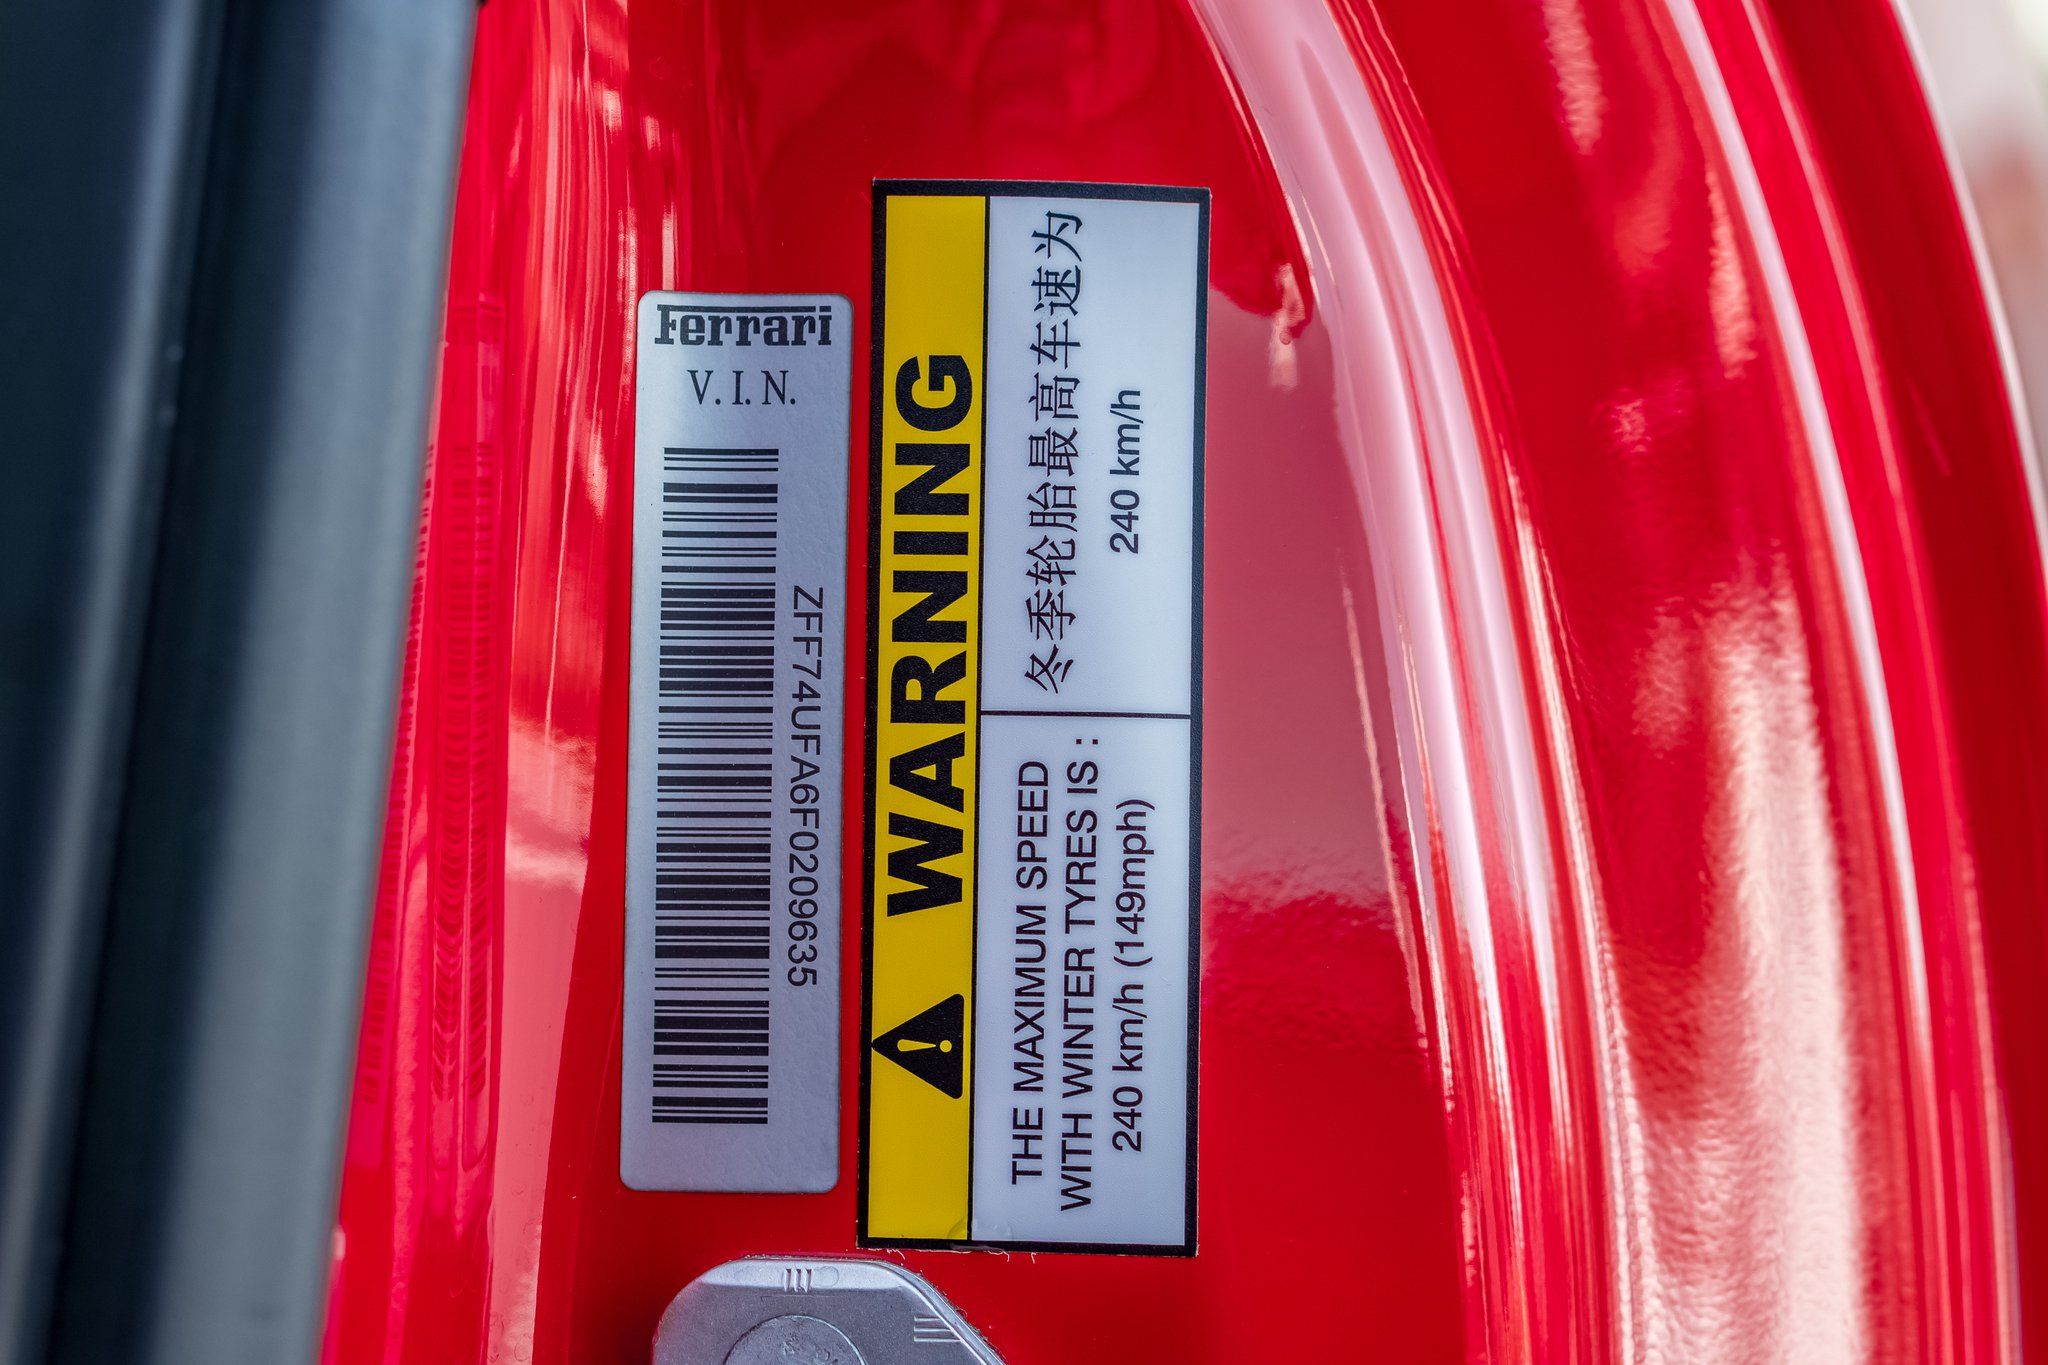 Ferrari
V. I. N.
ZFF74UFA6F0209635
WARNING
THE MAXIMUM SPEED
WITH WINTER TYRES IS :
240 km/h (149mph)
冬季轮胎最高车速为
240 km/h